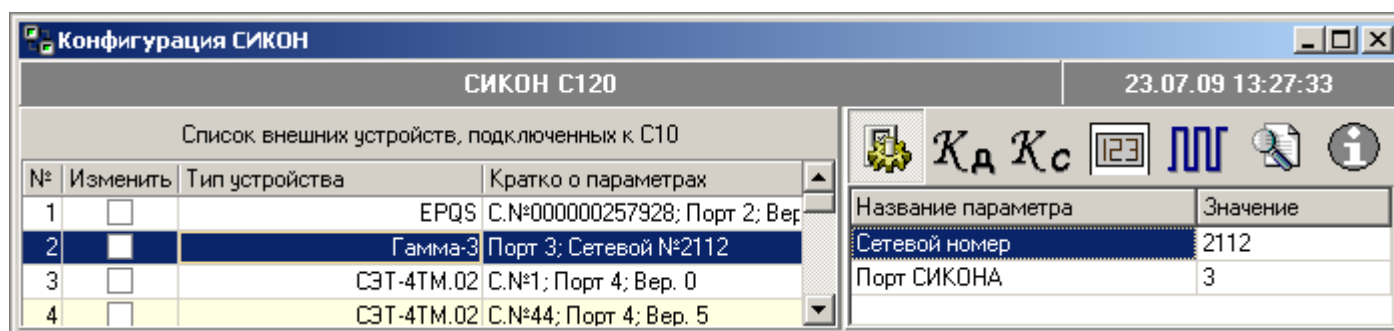 Конфигурация СИКОН
СИКОН С120 23.07.09 13:27:33
Список внешних устройств, подключенных к С10
Кд Кс 123
№ Изменить Тип устройства Кратко о параметрах
1 EPQS С.№000000257928; Порт 2; Вер
2 Гамма-3 Порт 3; Сетевой №2112
3 СЭТ-4ТМ.02 С.№1; Порт 4; Вер. 0
4 СЭТ-4ТМ.02 С.№44; Порт 4; Вер. 5
Название параметра Значение
Сетевой номер 2112
Порт СИКОНА 3